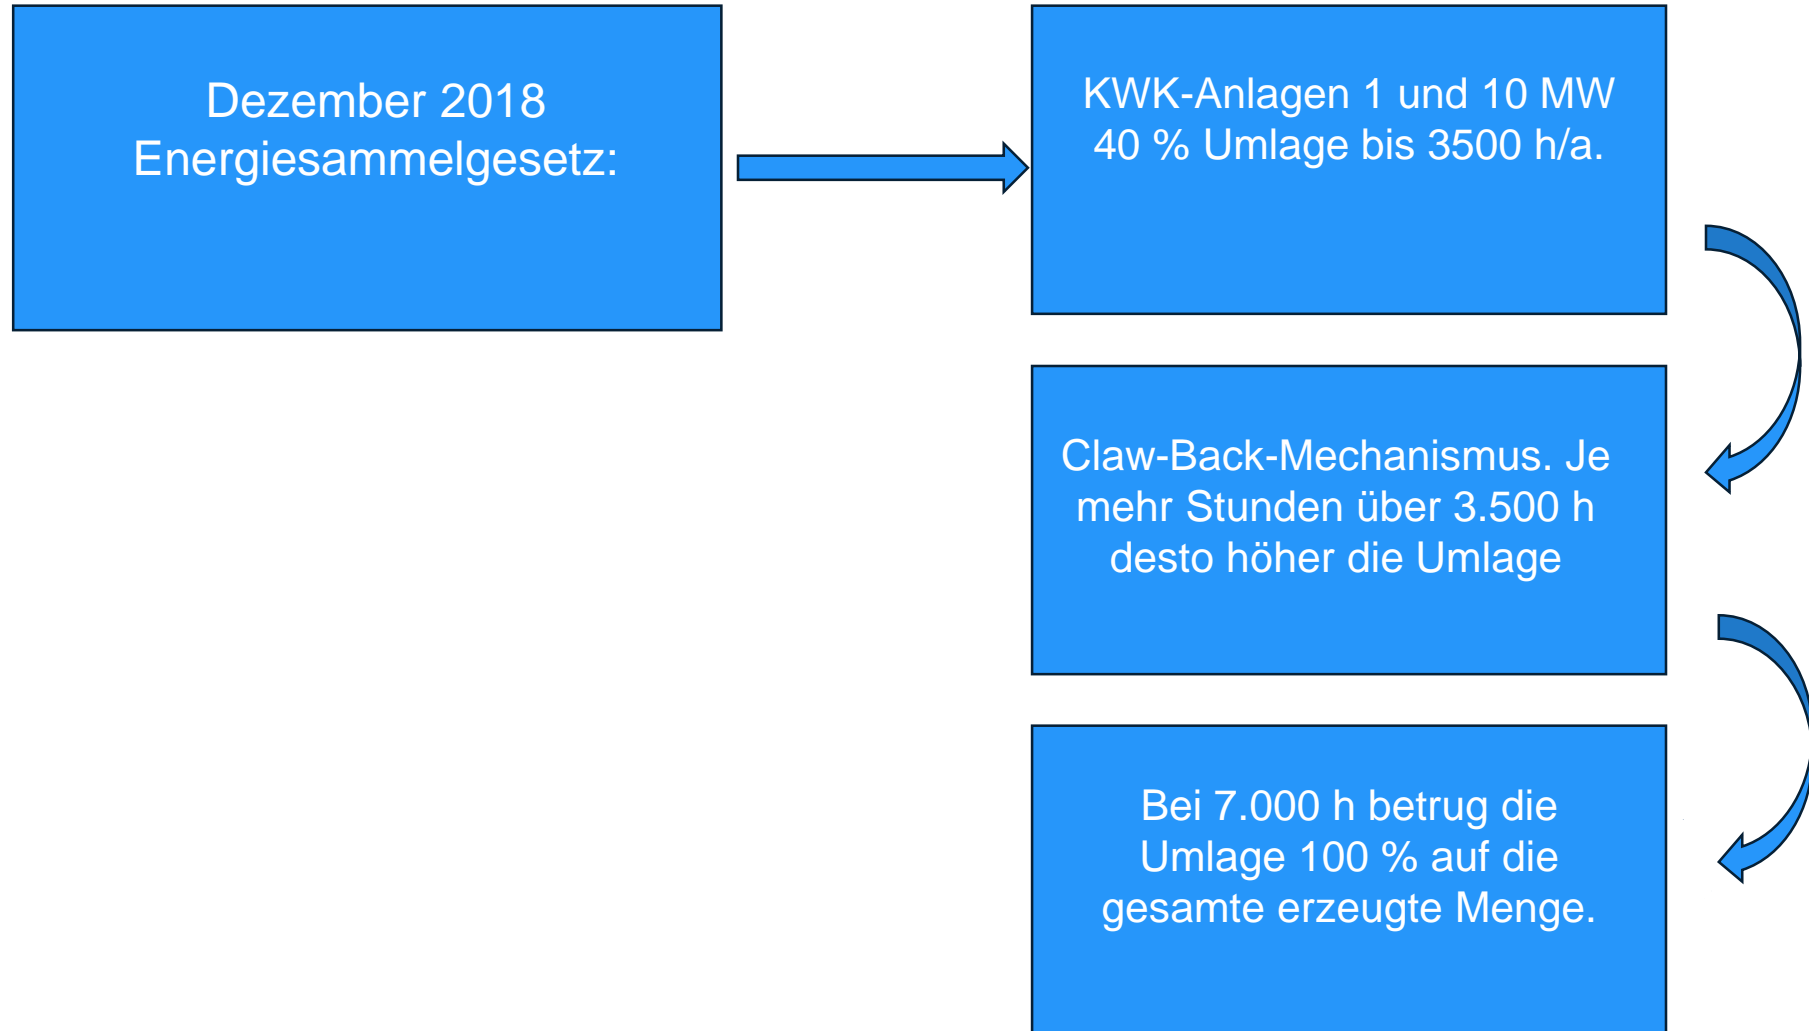 Dezember 2018
Energiesammelgesetz:
KWK-Anlagen 1 und 10 MW
40 % Umlage bis 3500 h/a.
Claw-Back-Mechanismus. Je
mehr Stunden über 3.500 h
desto höher die Umlage
Bei 7.000 h betrug die
Umlage 100 % auf die
gesamte erzeugte Menge.